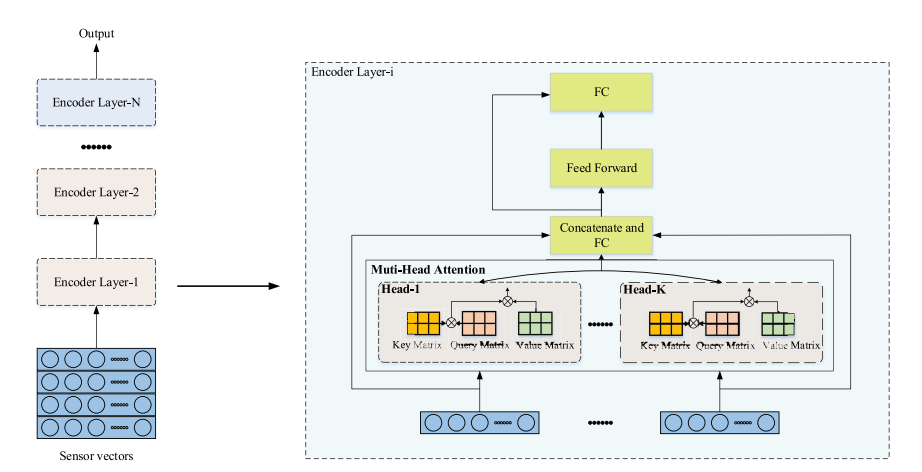 Output
Encoder Layer-N
Encoder Layer-2
Encoder Layer-1
Sensor vectors
Encoder Layer-i
FC
Feed Forward
Concatenate and
FC
Muti-Head Attention
Head-1
Key Matrix Query Matrix Value Matrix
Head-K
Key Matrix Query Matrix Value Matrix